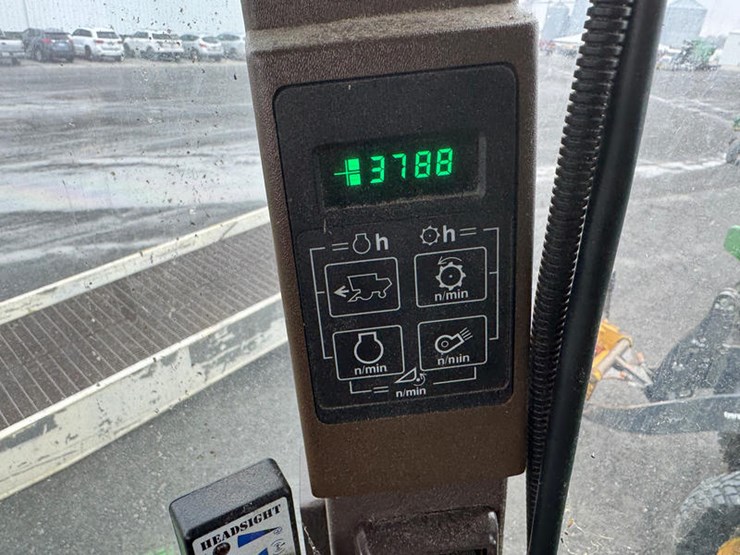 3788
=h h=
n/min
n/min n/min
= =
n/min
HEADSIGHT